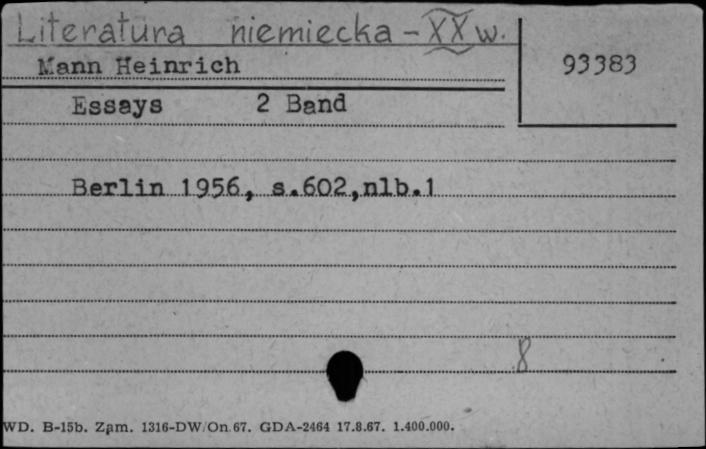 Literatura niemiecka - XX w.
Mann Heinrich
93383
Essays 2 Band
Berlin 1956, s.602,nlb.1
8
WD. B-15b. Zam. 1316-DW/On 67. GDA-2464 17.8.67. 1.400.000.